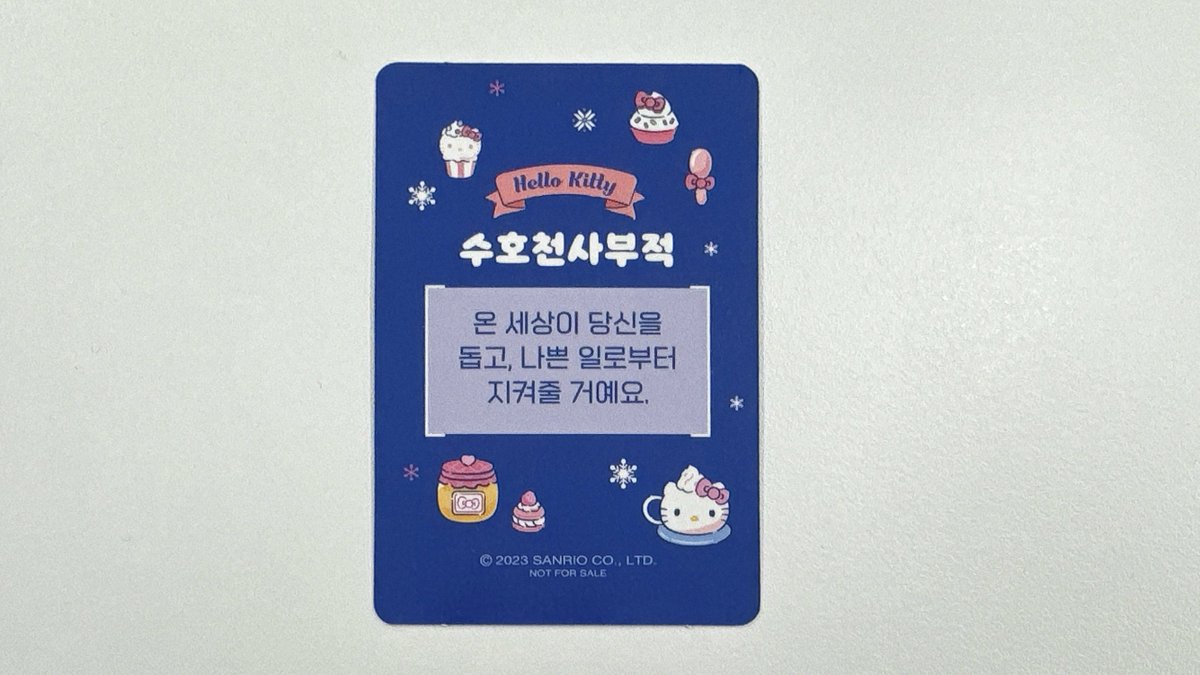 Hello Kitty
수호천사부적
온 세상이 당신을
돕고, 나쁜 일로부터
지켜줄 거예요.
© 2023 SANRIO CO., LTD.
NOT FOR SALE